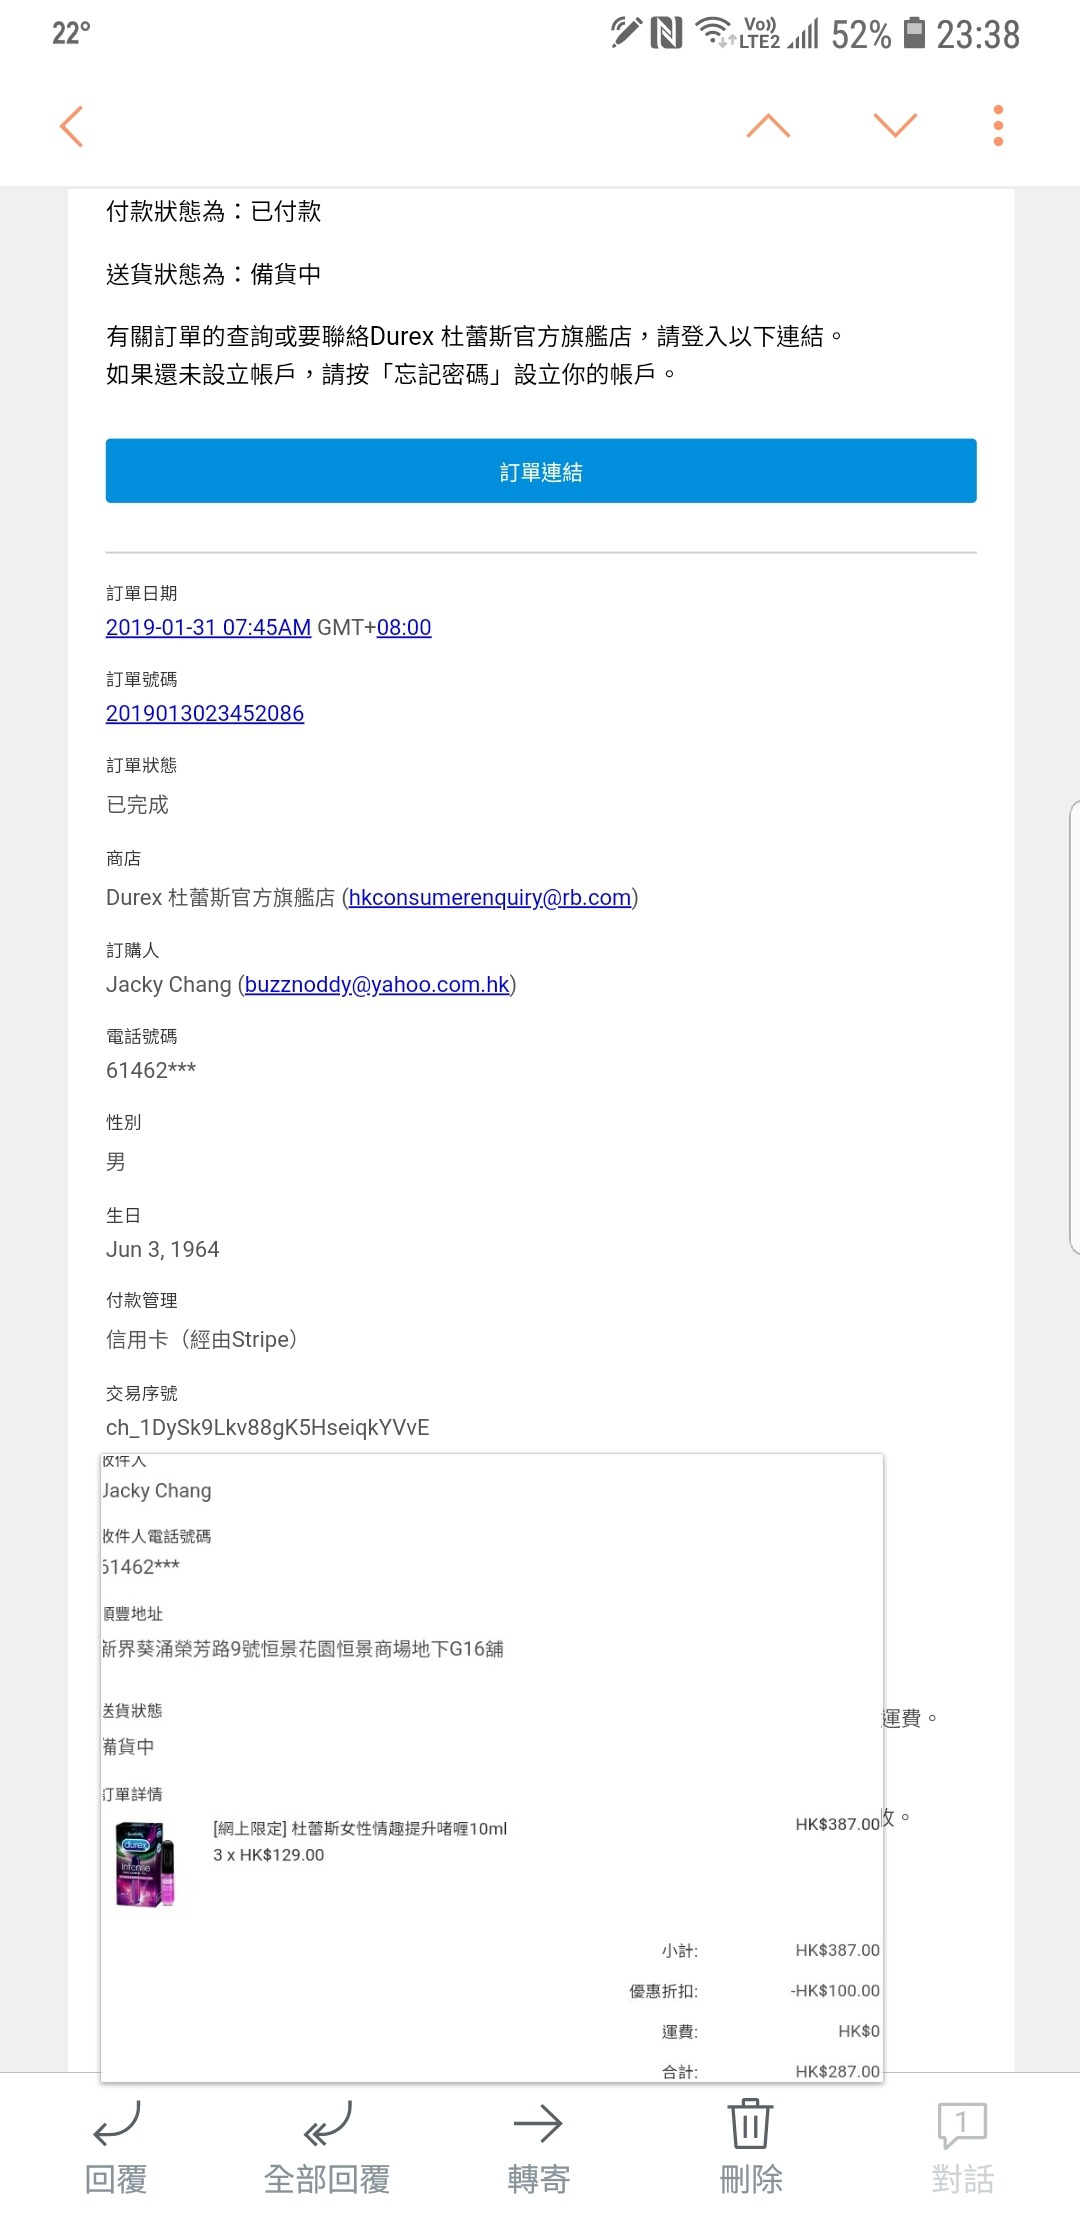 22°
Vo))
LTE2
52%
23:38
付款狀態為：已付款
送貨狀態為：備貨中
有關訂單的查詢或要聯絡Durex 杜蕾斯官方旗艦店，請登入以下連結。
如果還未設立帳戶，請按「忘記密碼」設立你的帳戶。
訂單連結
訂單日期
2019-01-31 07:45AM GMT+08:00
訂單號碼
2019013023452086
訂單狀態
已完成
商店
Durex 杜蕾斯官方旗艦店 (hkconsumerenquiry@rb.com)
訂購人
Jacky Chang (buzznoddy@yahoo.com.hk)
電話號碼
61462***
性別
男
生日
Jun 3, 1964
付款管理
信用卡（經由Stripe）
交易序號
ch_1DySk9Lkv88gK5HseiqkYVvE
收件人
Jacky Chang
收件人電話號碼
61462***
順豐地址
新界葵涌榮芳路9號恒景花園恒景商場地下G16舖
送貨狀態
備貨中
運費。
訂單詳情
收。
durex
intense
[網上限定] 杜蕾斯女性情趣提升啫喱10ml
HK$387.00
3 x HK$129.00
小計: HK$387.00
優惠折扣: -HK$100.00
運費: HK$0
合計: HK$287.00
回覆
全部回覆
轉寄
刪除
1
對話